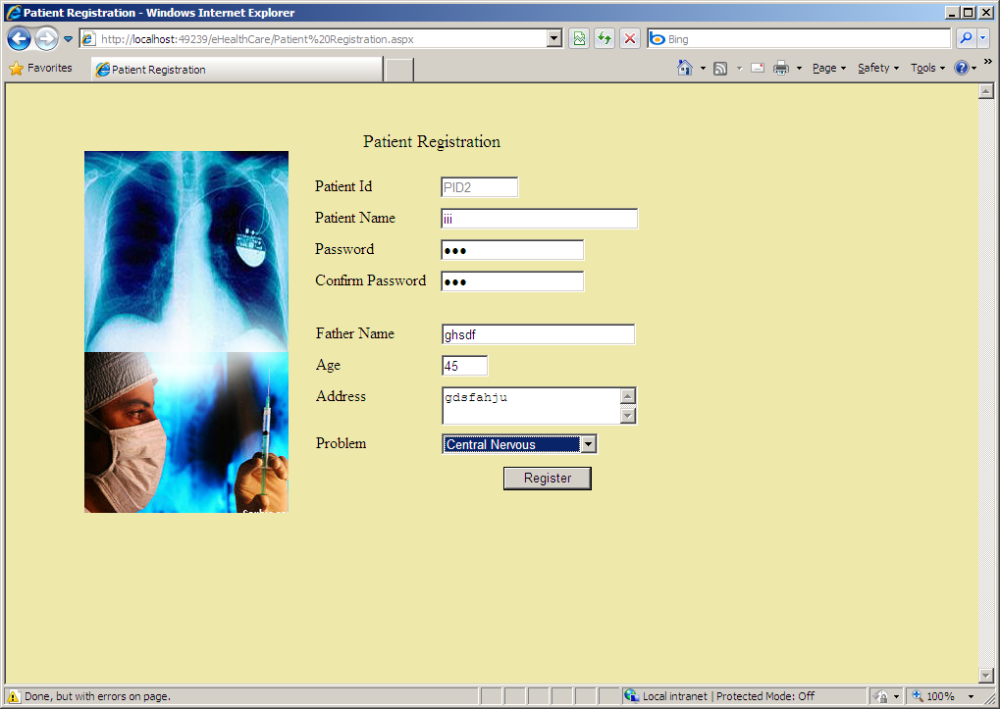 Patient Registration - Windows Internet Explorer
http://localhost:49239/eHealthCare/Patient%20Registration.aspx
Bing
Favorites
Patient Registration
Page
Safety
Tools
Patient Registration
Patient Id
PID2
Patient Name
iii
Password
●●●
Confirm Password
●●●
Father Name
ghsdf
Age
45
Address
gdsfahju
Problem
Central Nervous
Register
Done, but with errors on page.
Local intranet | Protected Mode: Off
100%